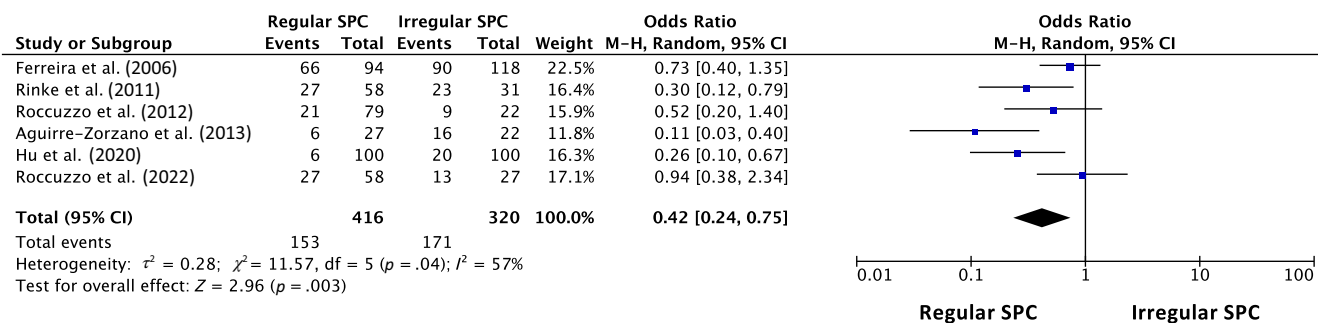 Regular SPC Irregular SPC Odds Ratio Odds Ratio
Study or Subgroup Events Total Events Total Weight M-H, Random, 95% CI M-H, Random, 95% CI
Ferreira et al. (2006) 66 94 90 118 22.5% 0.73 [0.40, 1.35]
Rinke et al. (2011) 27 58 23 31 16.4% 0.30 [0.12, 0.79]
Roccuzzo et al. (2012) 21 79 9 22 15.9% 0.52 [0.20, 1.40]
Aguirre-Zorzano et al. (2013) 6 27 16 22 11.8% 0.11 [0.03, 0.40]
Hu et al. (2020) 6 100 20 100 16.3% 0.26 [0.10, 0.67]
Roccuzzo et al. (2022) 27 58 13 27 17.1% 0.94 [0.38, 2.34]
Total (95% CI) 416 320 100.0% 0.42 [0.24, 0.75]
Total events 153 171
Heterogeneity: τ² = 0.28; χ²= 11.57, df = 5 (p =.04); I² = 57%
Test for overall effect: Z = 2.96 (p =.003)
0.01 0.1 1 10 100
Regular SPC Irregular SPC